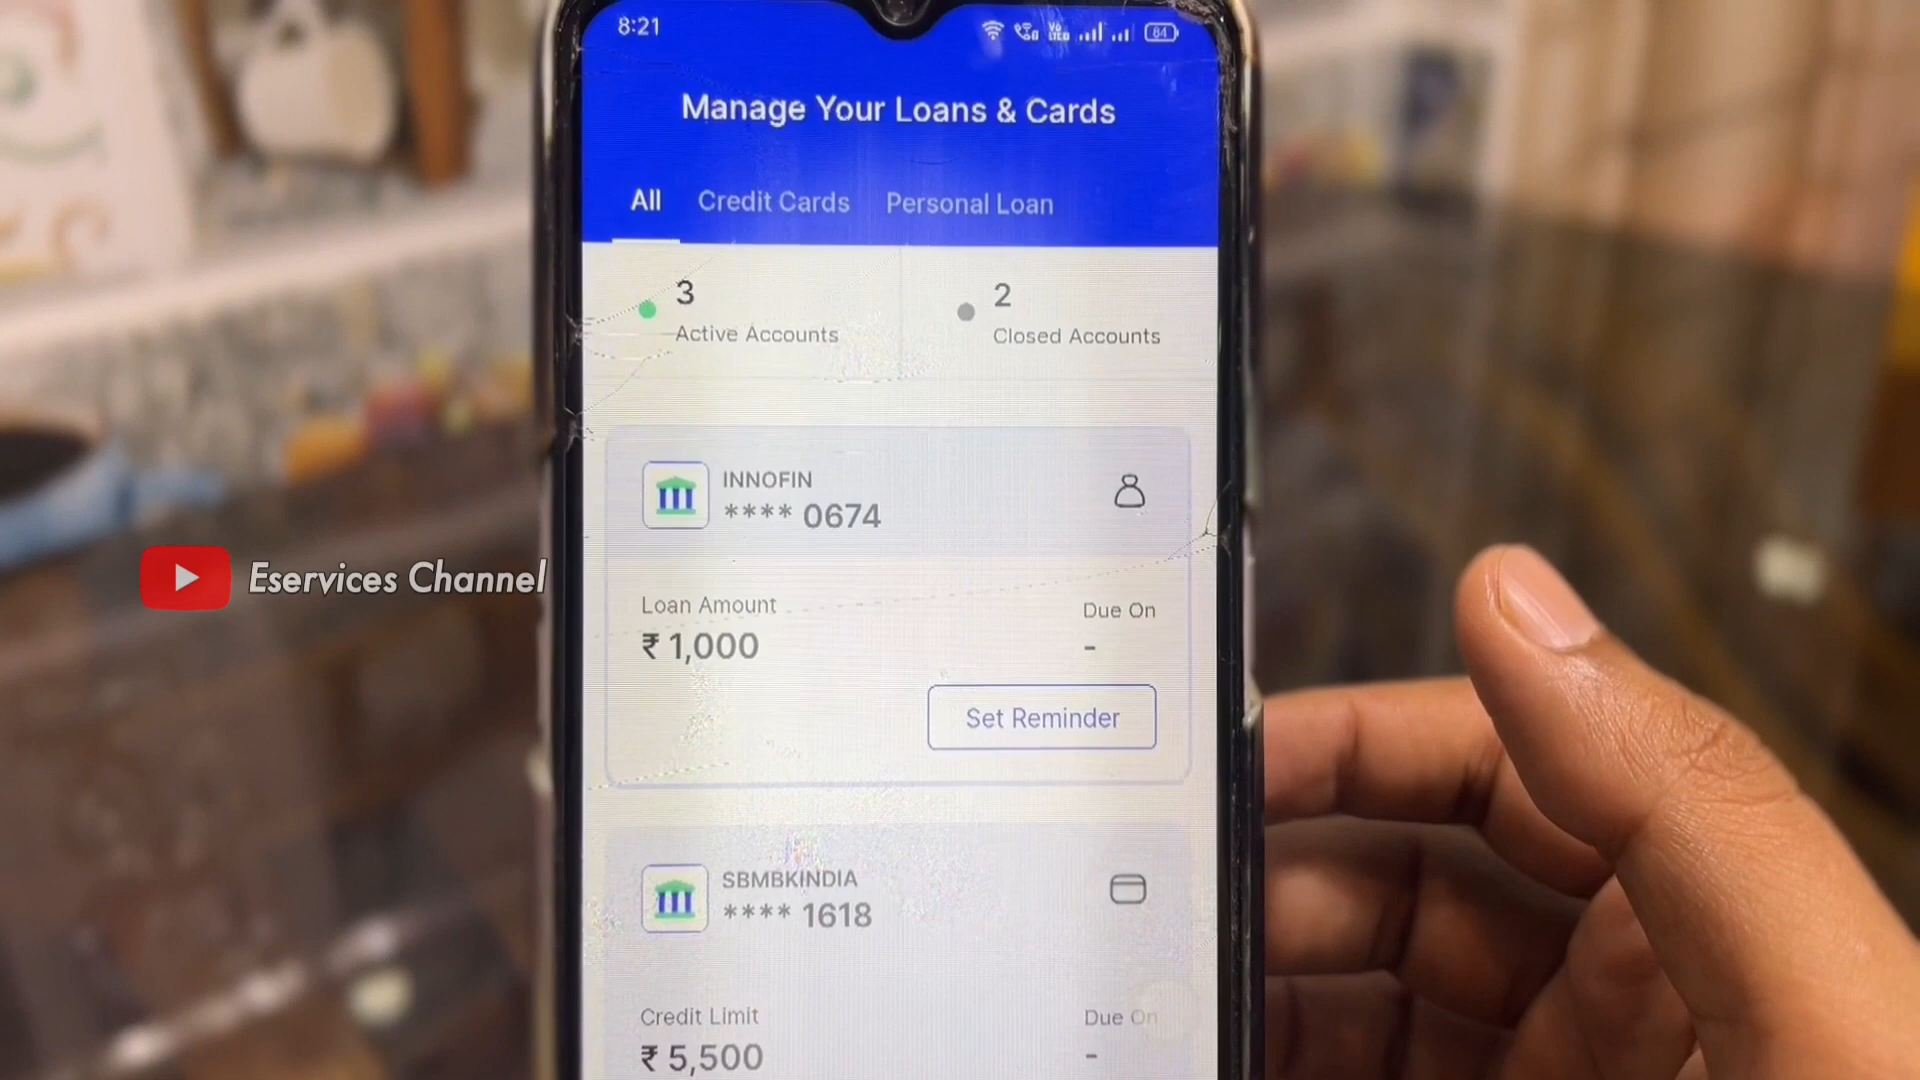 8:21
84
Manage Your Loans & Cards
All Credit Cards Personal Loan
3
Active Accounts
2
Closed Accounts
INNOFIN
**** 0674
Loan Amount
₹ 1,000
Due On
-
Set Reminder
SBMBKINDIA
**** 1618
Credit Limit
₹ 5,500
Due On
-
Eservices Channel